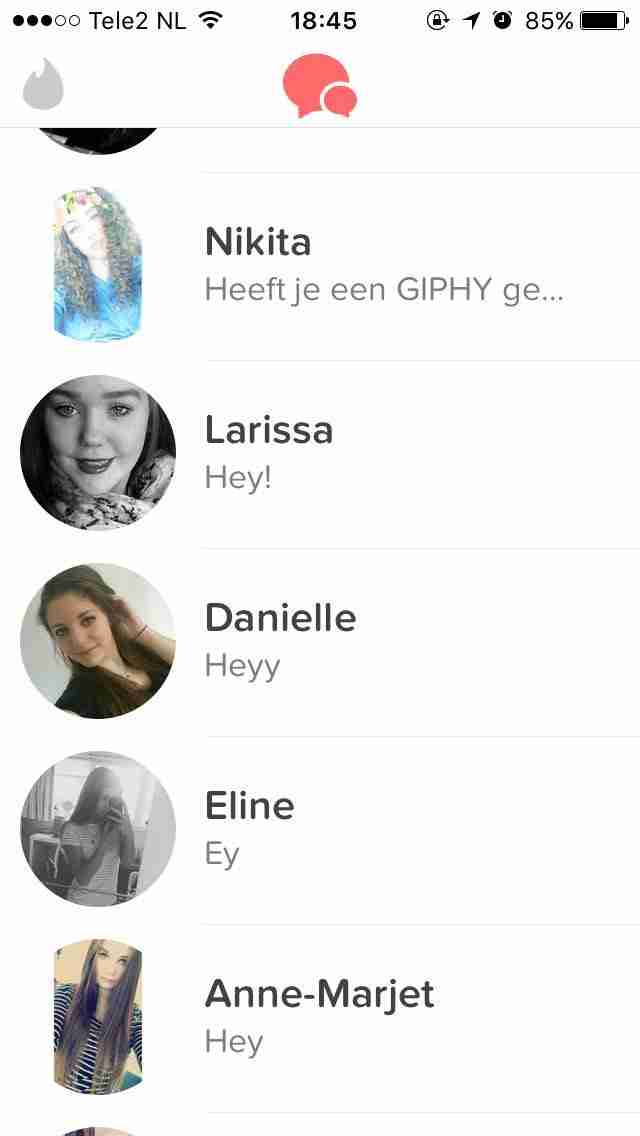 Tele2 NL 18:45 85%
Nikita
Heeft je een GIPHY ge...
Larissa
Hey!
Danielle
Heyy
Eline
Ey
Anne-Marjet
Hey